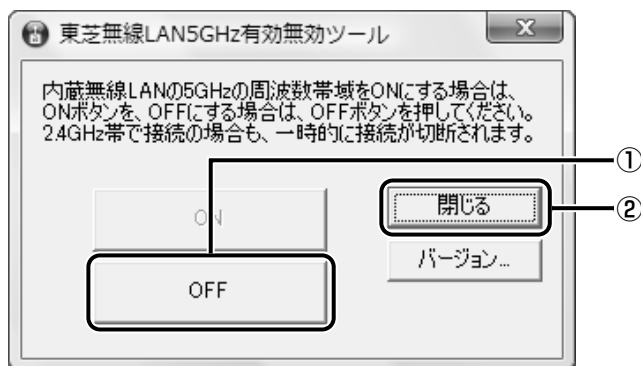 東芝無線LAN5GHz有効無効ツール
内蔵無線LANの5GHzの周波数帯域をONにする場合は、
ONボタンを、OFFにする場合は、OFFボタンを押してください。
2.4GHz帯で接続の場合も、一時的に接続が切断されます。
①
ON
閉じる
②
バージョン...
OFF